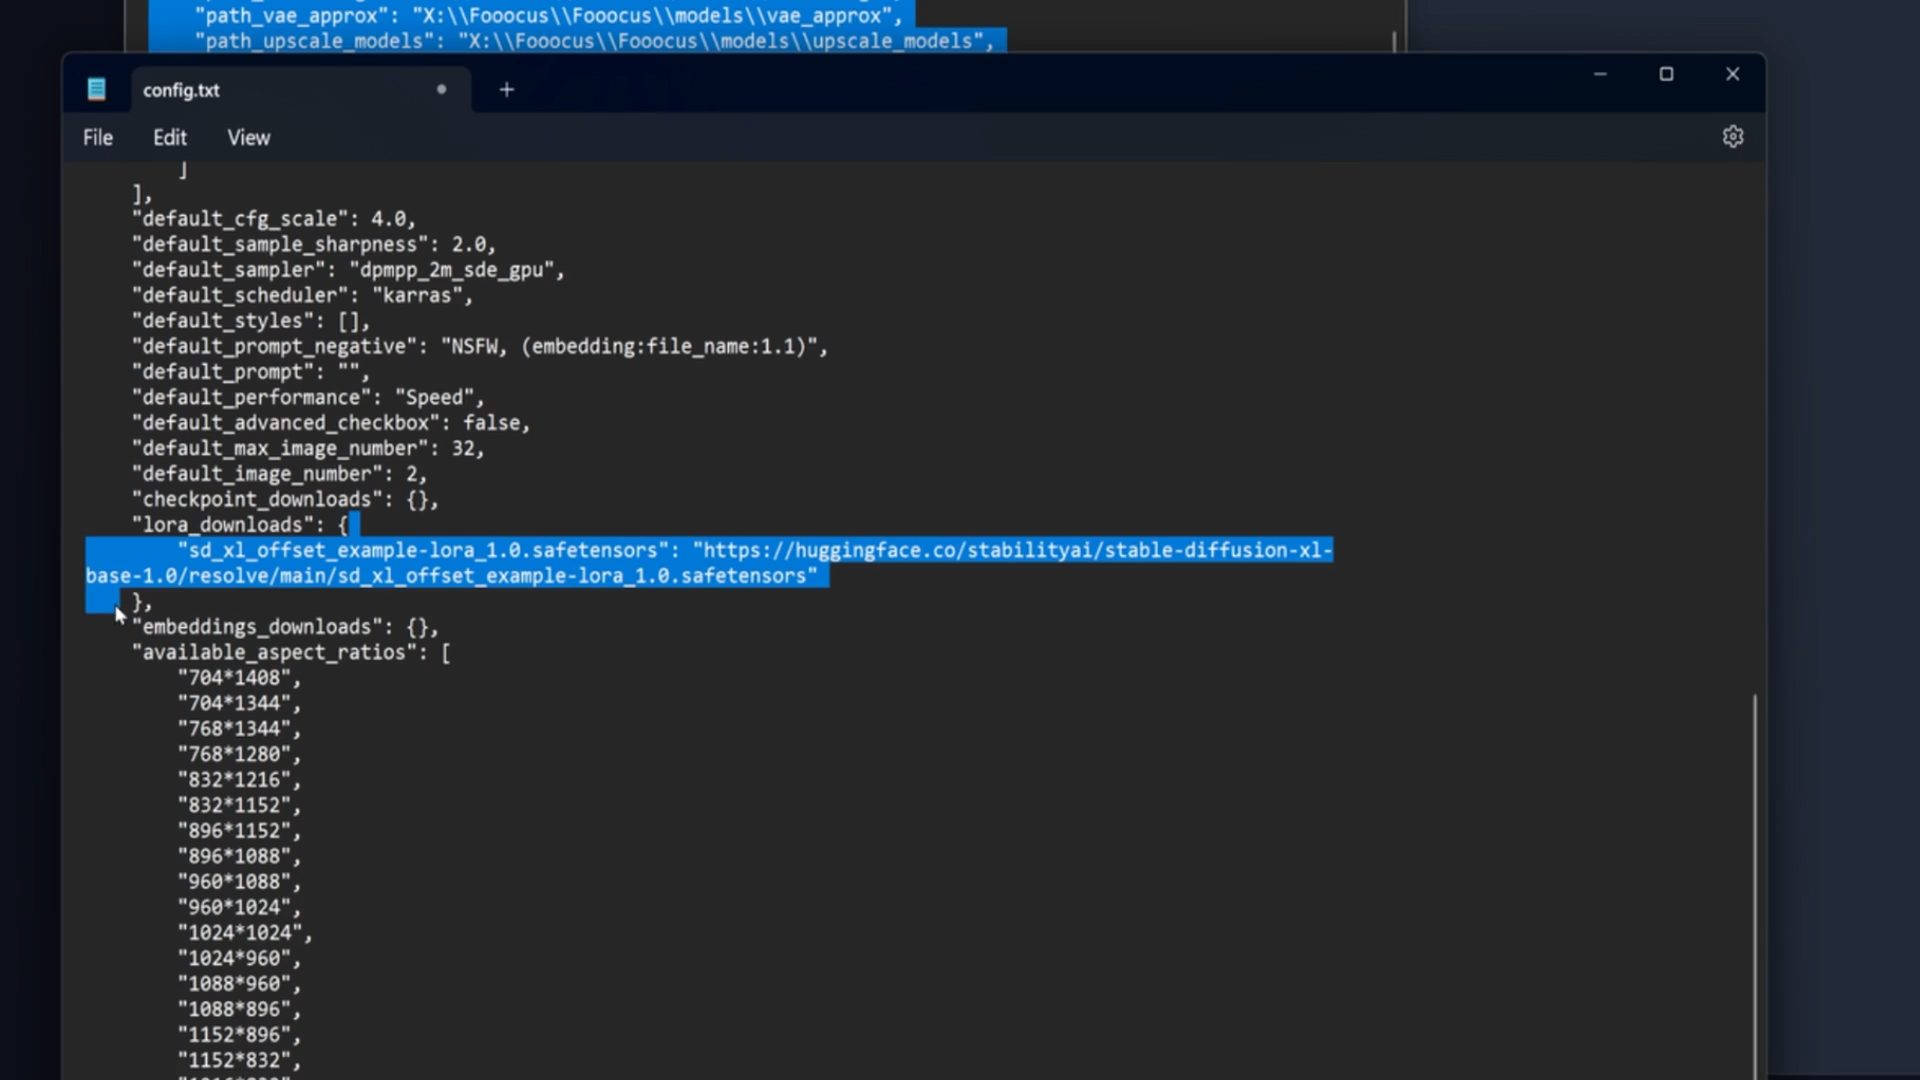 "path_vae_approx": "X:\\Fooocus\\Fooocus\\models\\vae_approx",
"path_upscale_models": "X:\\Fooocus\\Fooocus\\models\\upscale_models",
config.txt
File Edit View
]
],
"default_cfg_scale": 4.0,
"default_sample_sharpness": 2.0,
"default_sampler": "dpmpp_2m_sde_gpu",
"default_scheduler": "karras",
"default_styles": [],
"default_prompt_negative": "NSFW, (embedding:file_name:1.1)",
"default_prompt": "",
"default_performance": "Speed",
"default_advanced_checkbox": false,
"default_max_image_number": 32,
"default_image_number": 2,
"checkpoint_downloads": {},
"lora_downloads": {
"sd_xl_offset_example-lora_1.0.safetensors": "https://huggingface.co/stabilityai/stable-diffusion-xl-
base-1.0/resolve/main/sd_xl_offset_example-lora_1.0.safetensors"
},
"embeddings_downloads": {},
"available_aspect_ratios": [
"704*1408",
"704*1344",
"768*1344",
"768*1280",
"832*1216",
"832*1152",
"896*1152",
"896*1088",
"960*1088",
"960*1024",
"1024*1024",
"1024*960",
"1088*960",
"1088*896",
"1152*896",
"1152*832",